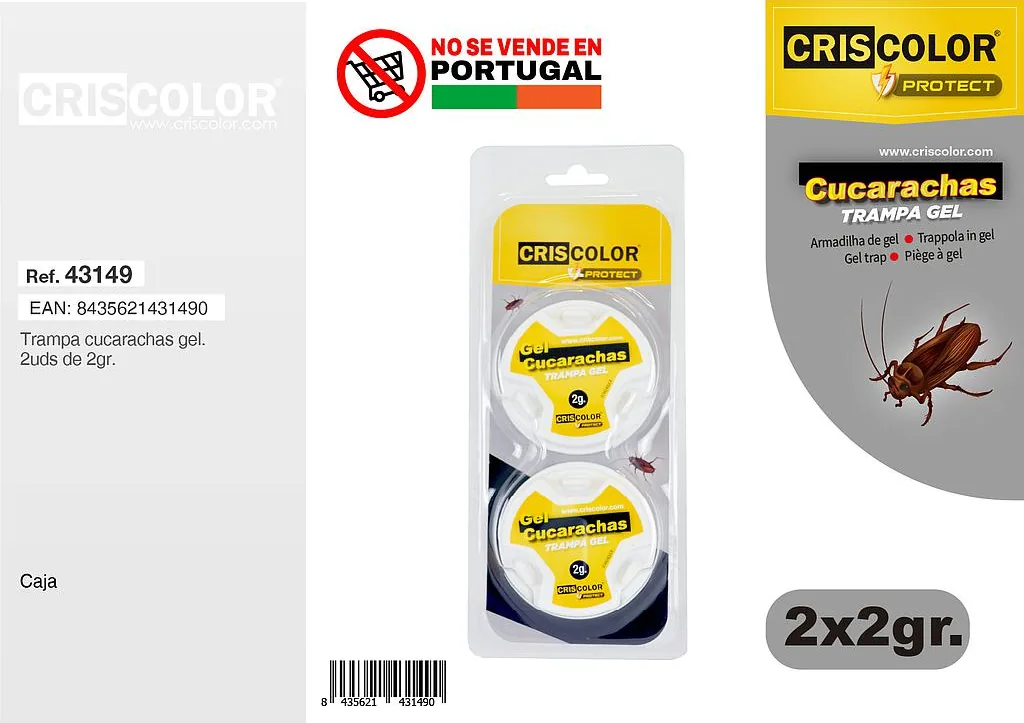 CRISCOLOR®
www.criscolor.com
Ref. 43149
EAN: 8435621431490
Trampa cucarachas gel.
2uds de 2gr.
Caja
NO SE VENDE EN
PORTUGAL
CRISCOLOR
PROTECT
www.criscolor.com
Gel
Cucarachas
TRAMPA GEL
2g.
CRISCOLOR
PROTECT
www.criscolor.com
Gel
Cucarachas
TRAMPA GEL
2g.
CRISCOLOR
PROTECT
8 435621 431490
CRISCOLOR®
PROTECT
www.criscolor.com
Cucarachas
TRAMPA GEL
Armadilha de gel ● Trappola in gel
Gel trap ● Piège à gel
2x2gr.